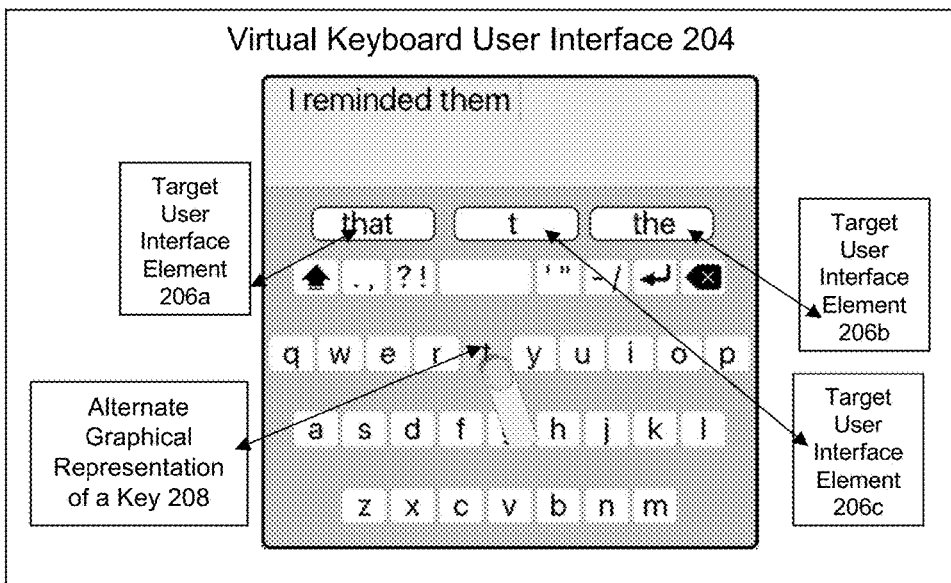 Virtual Keyboard User Interface 204
I reminded them
Target
User
Interface
Element
206a
that t the
. , ? ! ' " ~ /
Target
User
Interface
Element
206b
q w e r t y u i o p
Alternate
Graphical
Representation
of a Key 208
a s d f h j k l
Target
User
Interface
Element
206c
z x c v b n m